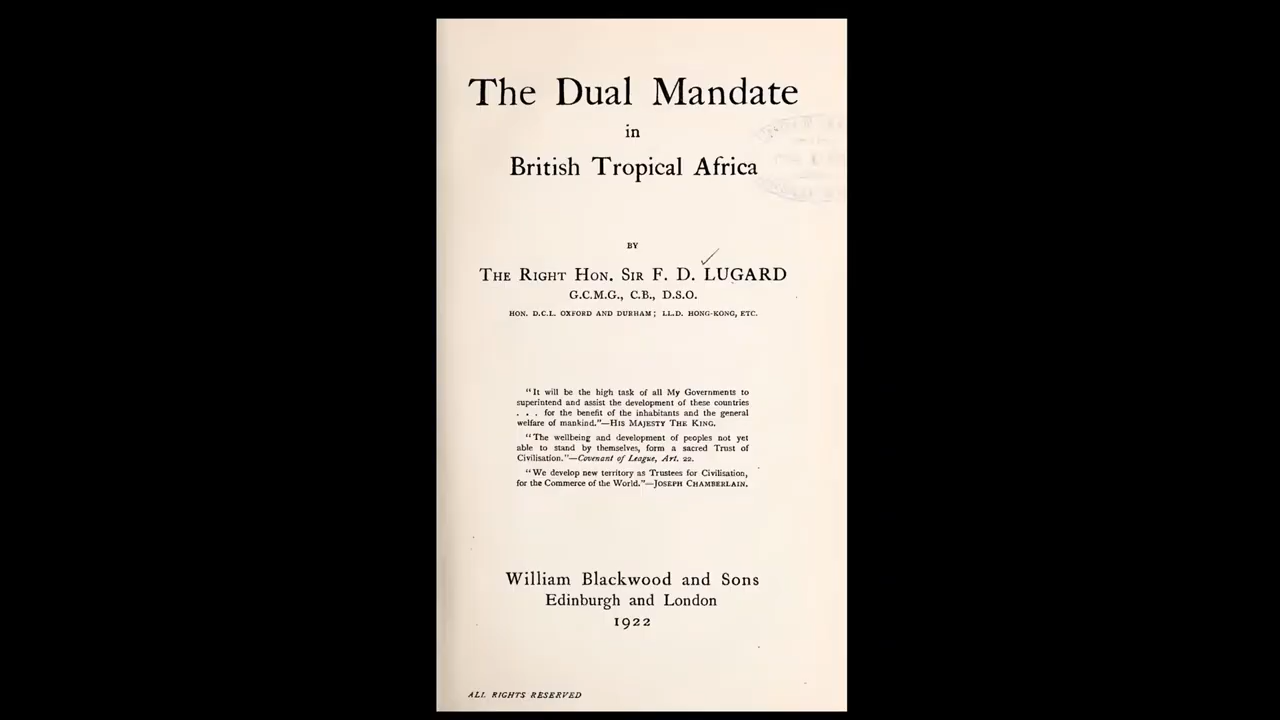 The Dual Mandate
in
British Tropical Africa
BY
THE RIGHT HON. SIR F. D. LUGARD
G.C.M.G., C.B., D.S.O.
HON. D.C.L. OXFORD AND DURHAM; LL.D. HONG-KONG, ETC.
"It will be the high task of all My Governments to
superintend and assist the development of these countries
. . . for the benefit of the inhabitants and the general
welfare of mankind."—HIS MAJESTY THE KING.
"The wellbeing and development of peoples not yet
able to stand by themselves, form a sacred Trust of
Civilisation."—Covenant of League, Art. 22.
"We develop new territory as Trustees for Civilisation,
for the Commerce of the World."—JOSEPH CHAMBERLAIN.
William Blackwood and Sons
Edinburgh and London
1922
ALL RIGHTS RESERVED